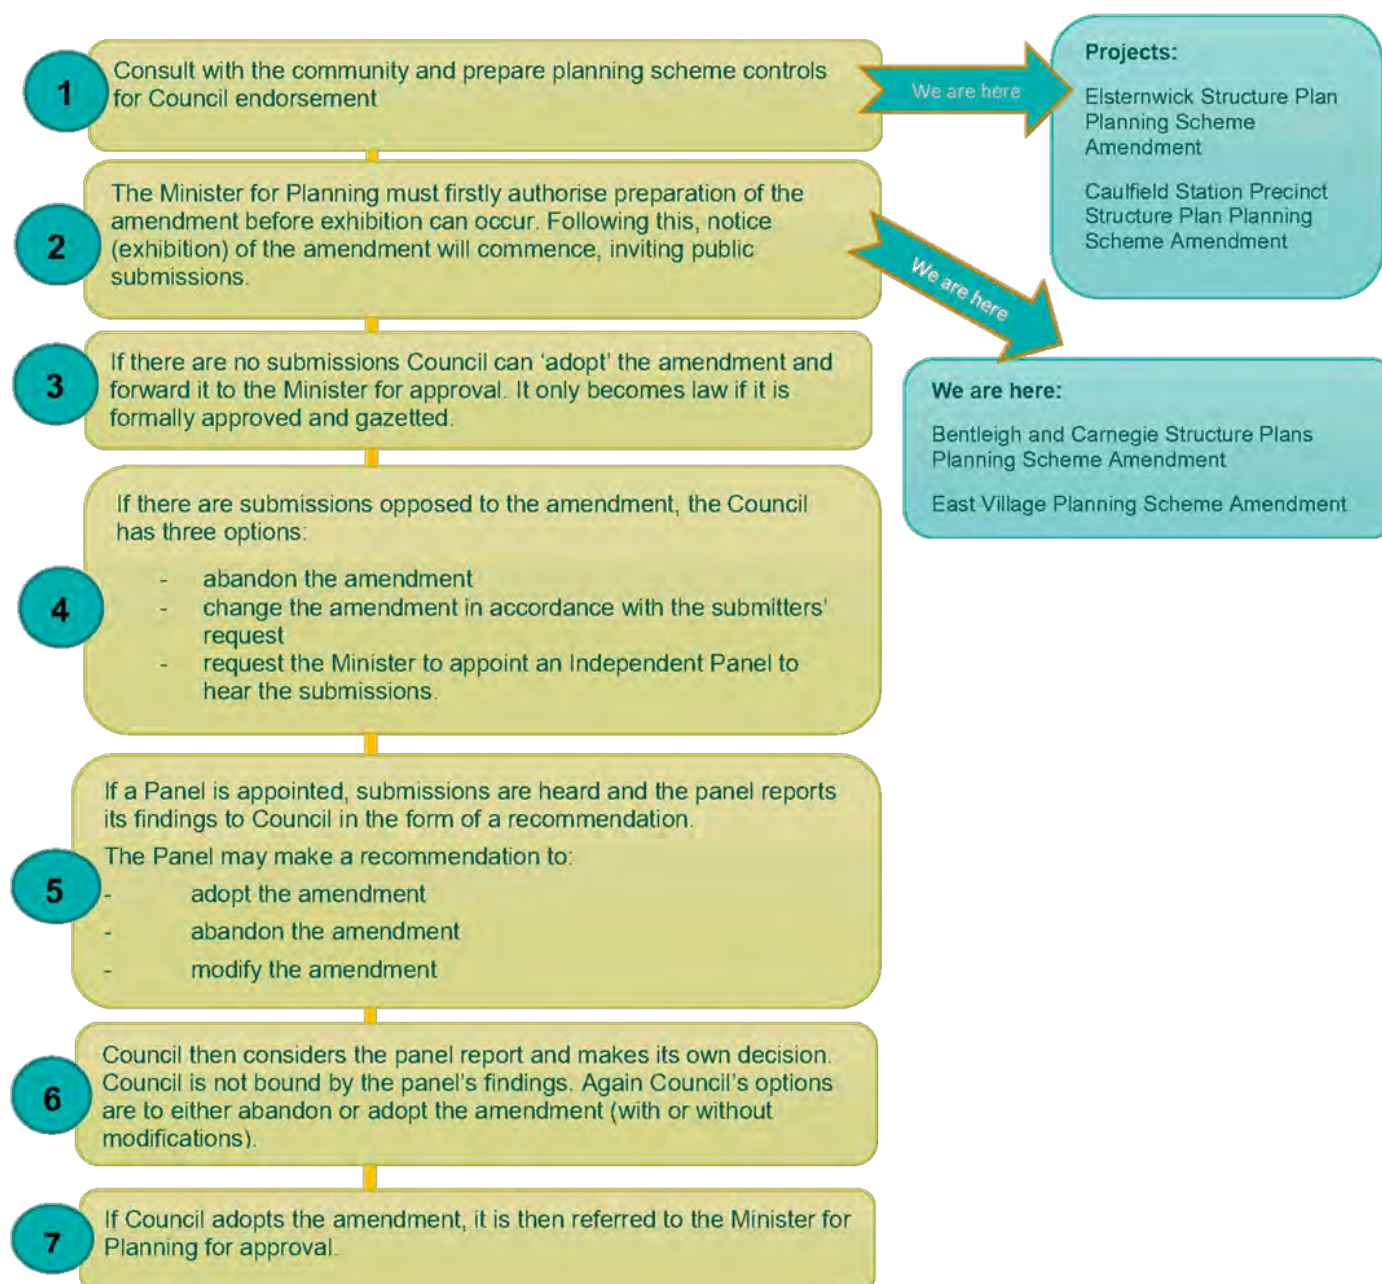 1
Consult with the community and prepare planning scheme controls
for Council endorsement
We are here
Projects:
Elsternwick Structure Plan
Planning Scheme
Amendment
Caulfield Station Precinct
Structure Plan Planning
Scheme Amendment
2
The Minister for Planning must firstly authorise preparation of the
amendment before exhibition can occur. Following this, notice
(exhibition) of the amendment will commence, inviting public
submissions.
We are here
We are here:
Bentleigh and Carnegie Structure Plans
Planning Scheme Amendment
East Village Planning Scheme Amendment
3
If there are no submissions Council can ‘adopt’ the amendment and
forward it to the Minister for approval. It only becomes law if it is
formally approved and gazetted.
4
If there are submissions opposed to the amendment, the Council
has three options:
- abandon the amendment
- change the amendment in accordance with the submitters’
request
- request the Minister to appoint an Independent Panel to
hear the submissions.
5
If a Panel is appointed, submissions are heard and the panel reports
its findings to Council in the form of a recommendation.
The Panel may make a recommendation to:
- adopt the amendment
- abandon the amendment
- modify the amendment
6
Council then considers the panel report and makes its own decision.
Council is not bound by the panel’s findings. Again Council’s options
are to either abandon or adopt the amendment (with or without
modifications).
7
If Council adopts the amendment, it is then referred to the Minister for
Planning for approval.